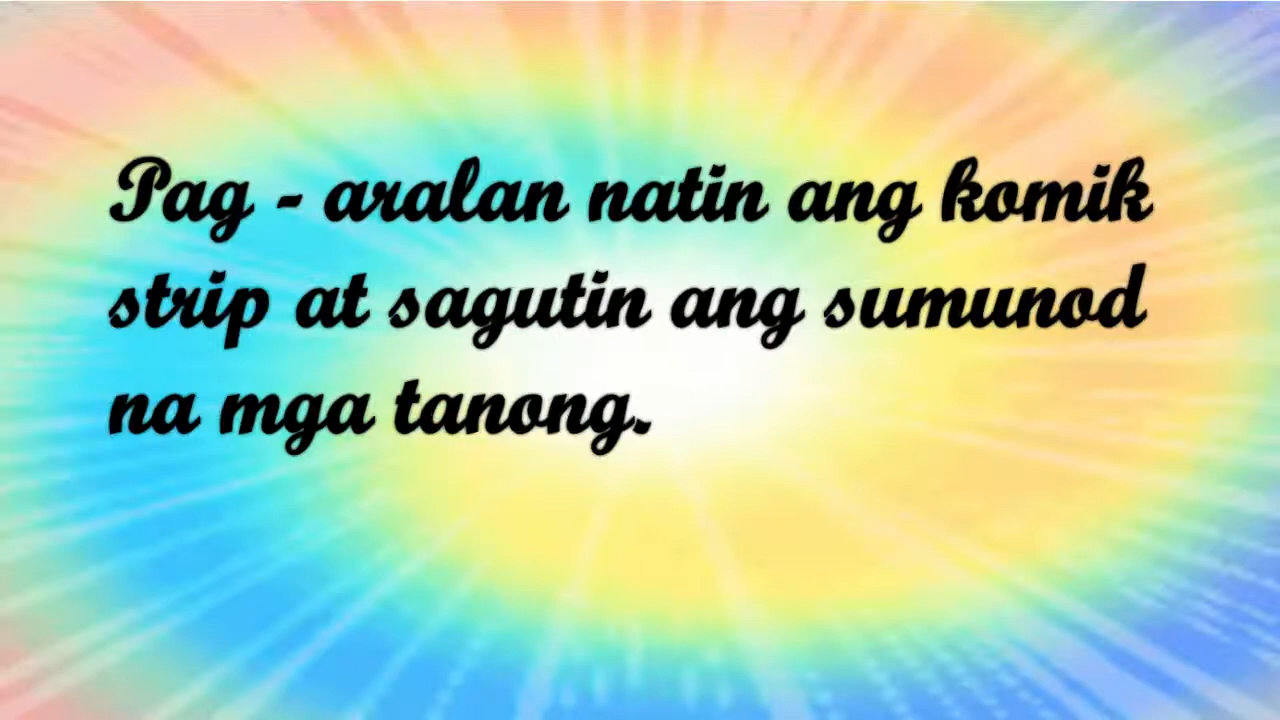 Pag - aralan natin ang komik
strip at sagutin ang sumunod
na mga tanong.